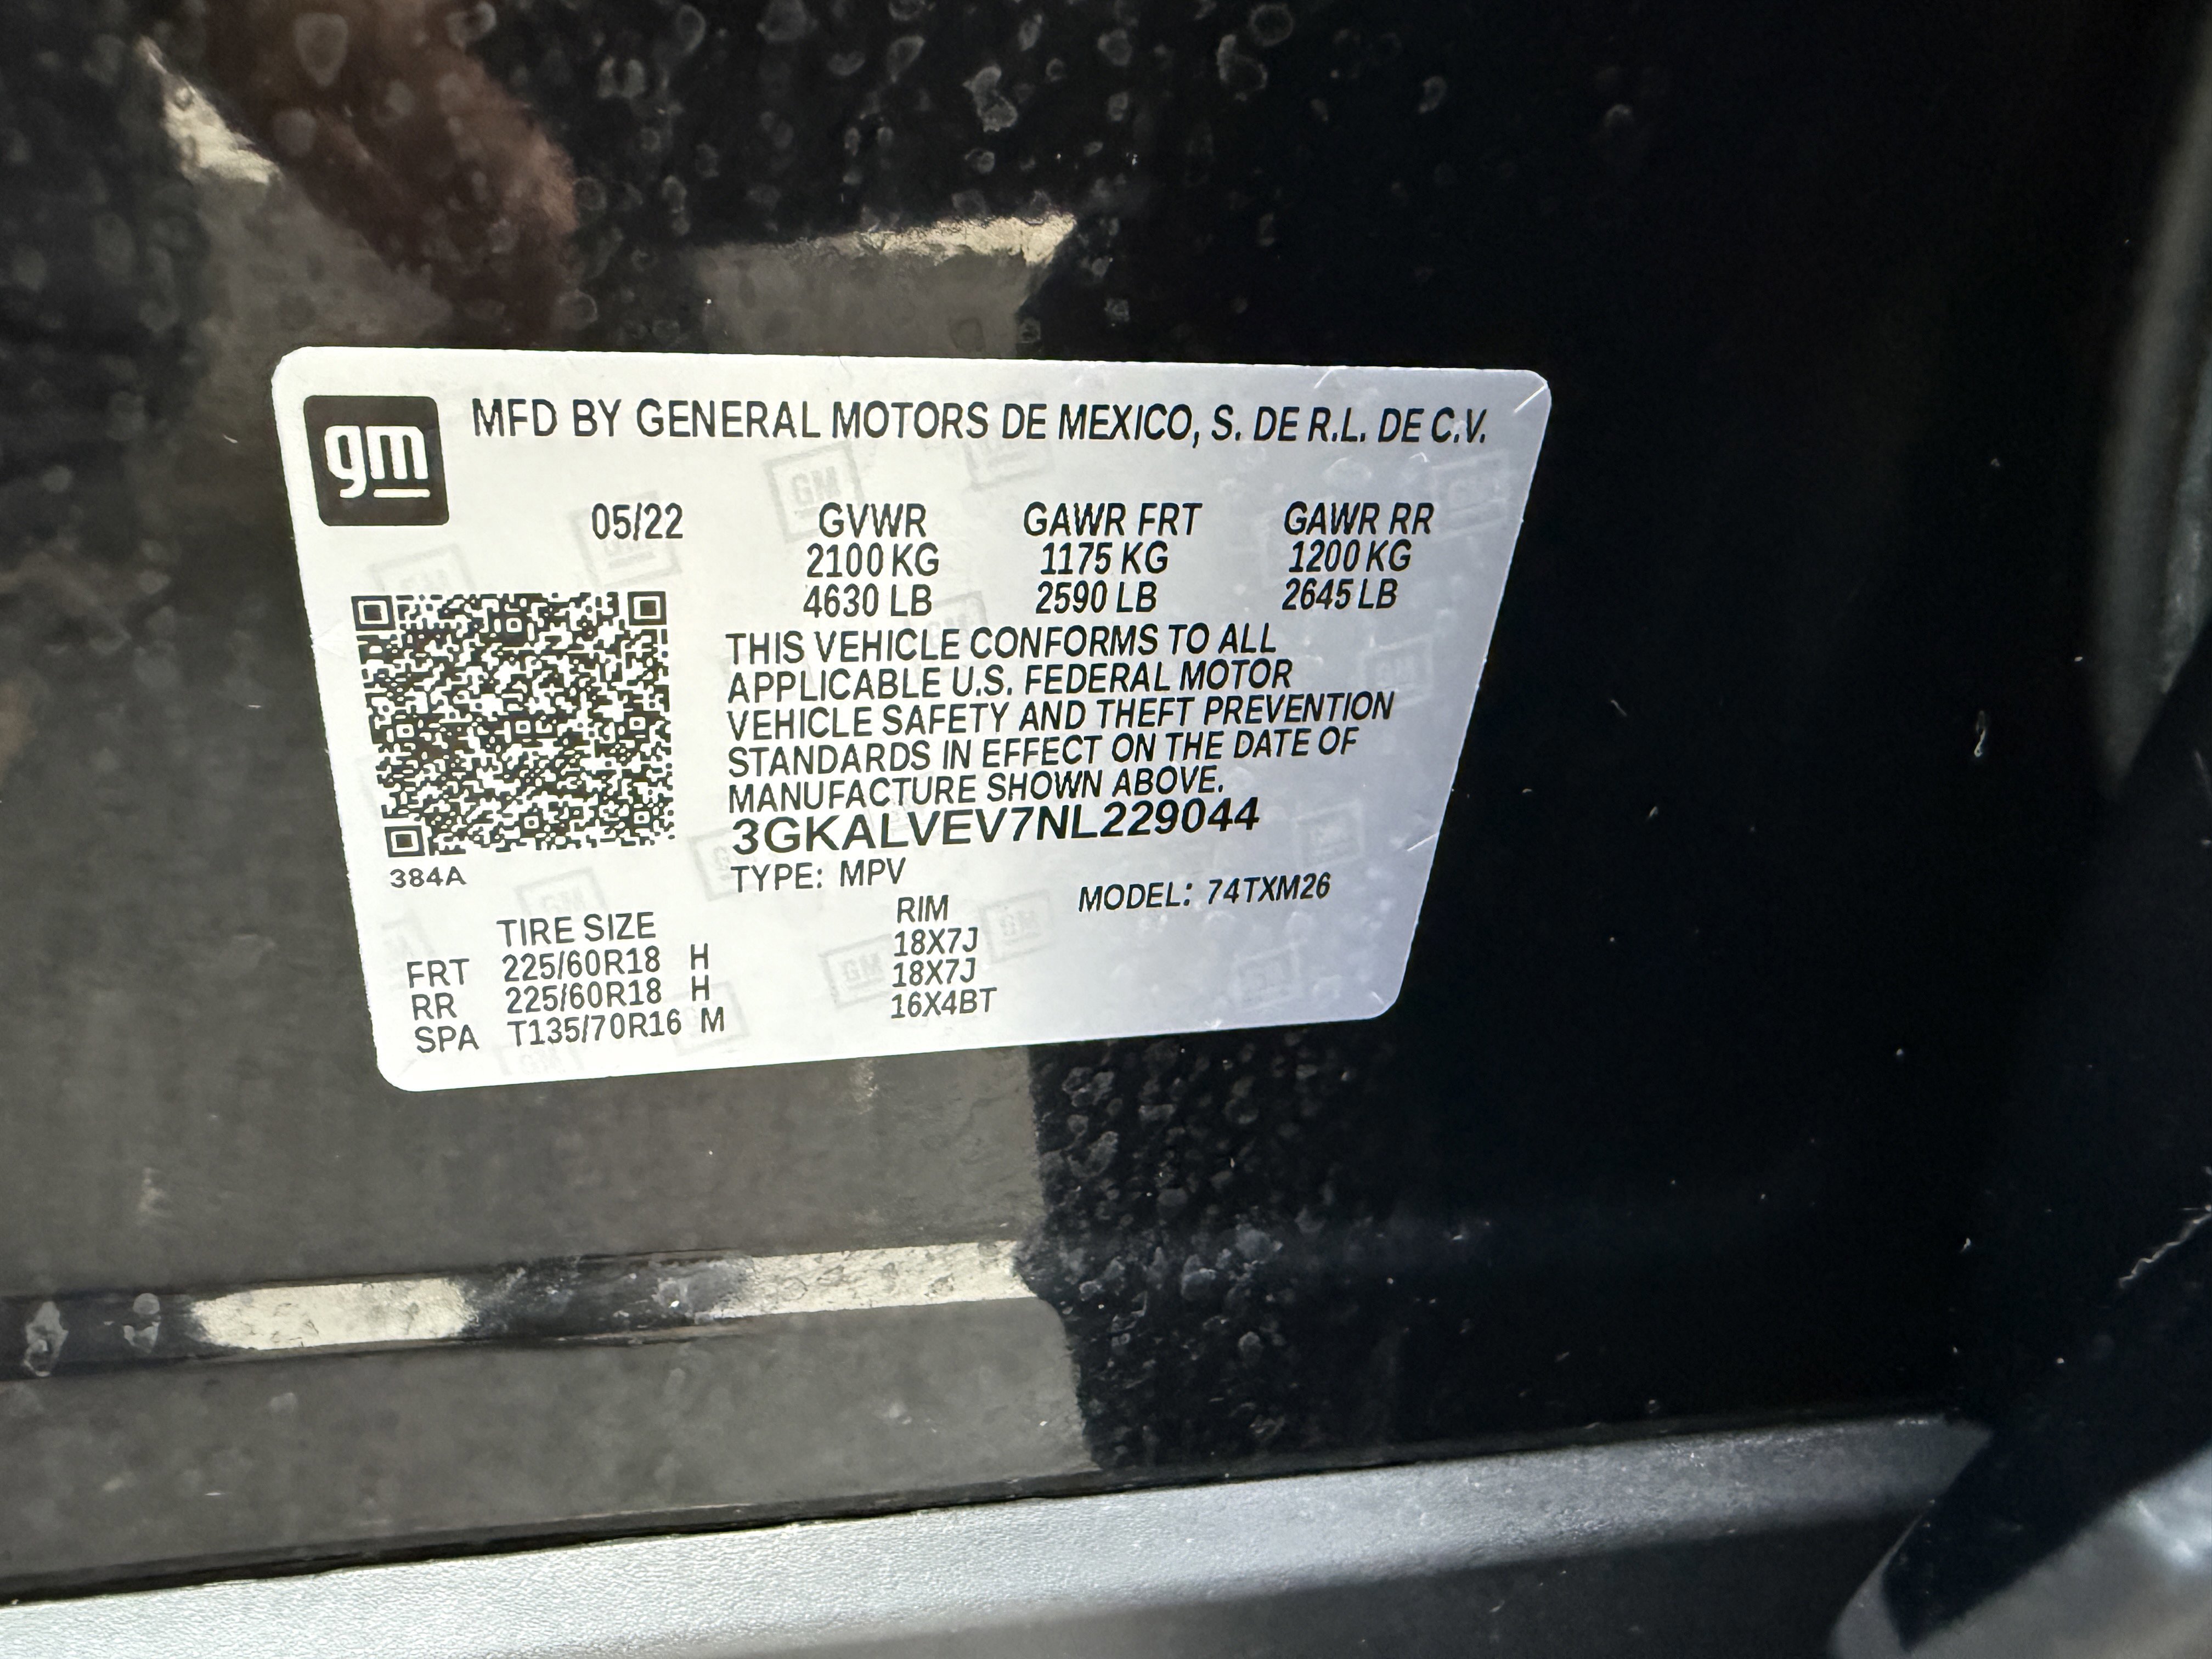 gm
MFD BY GENERAL MOTORS DE MEXICO, S. DE R.L. DE C.V.
05/22 GVWR GAWR FRT GAWR RR
2100 KG 1175 KG 1200 KG
4630 LB 2590 LB 2645 LB
THIS VEHICLE CONFORMS TO ALL
APPLICABLE U.S. FEDERAL MOTOR
VEHICLE SAFETY AND THEFT PREVENTION
STANDARDS IN EFFECT ON THE DATE OF
MANUFACTURE SHOWN ABOVE.
3GKALVEV7NL229044
384A
TYPE: MPV MODEL: 74TXM26
TIRE SIZE RIM
FRT 225/60R18 H 18X7J
RR 225/60R18 H 18X7J
SPA T135/70R16 M 16X4BT